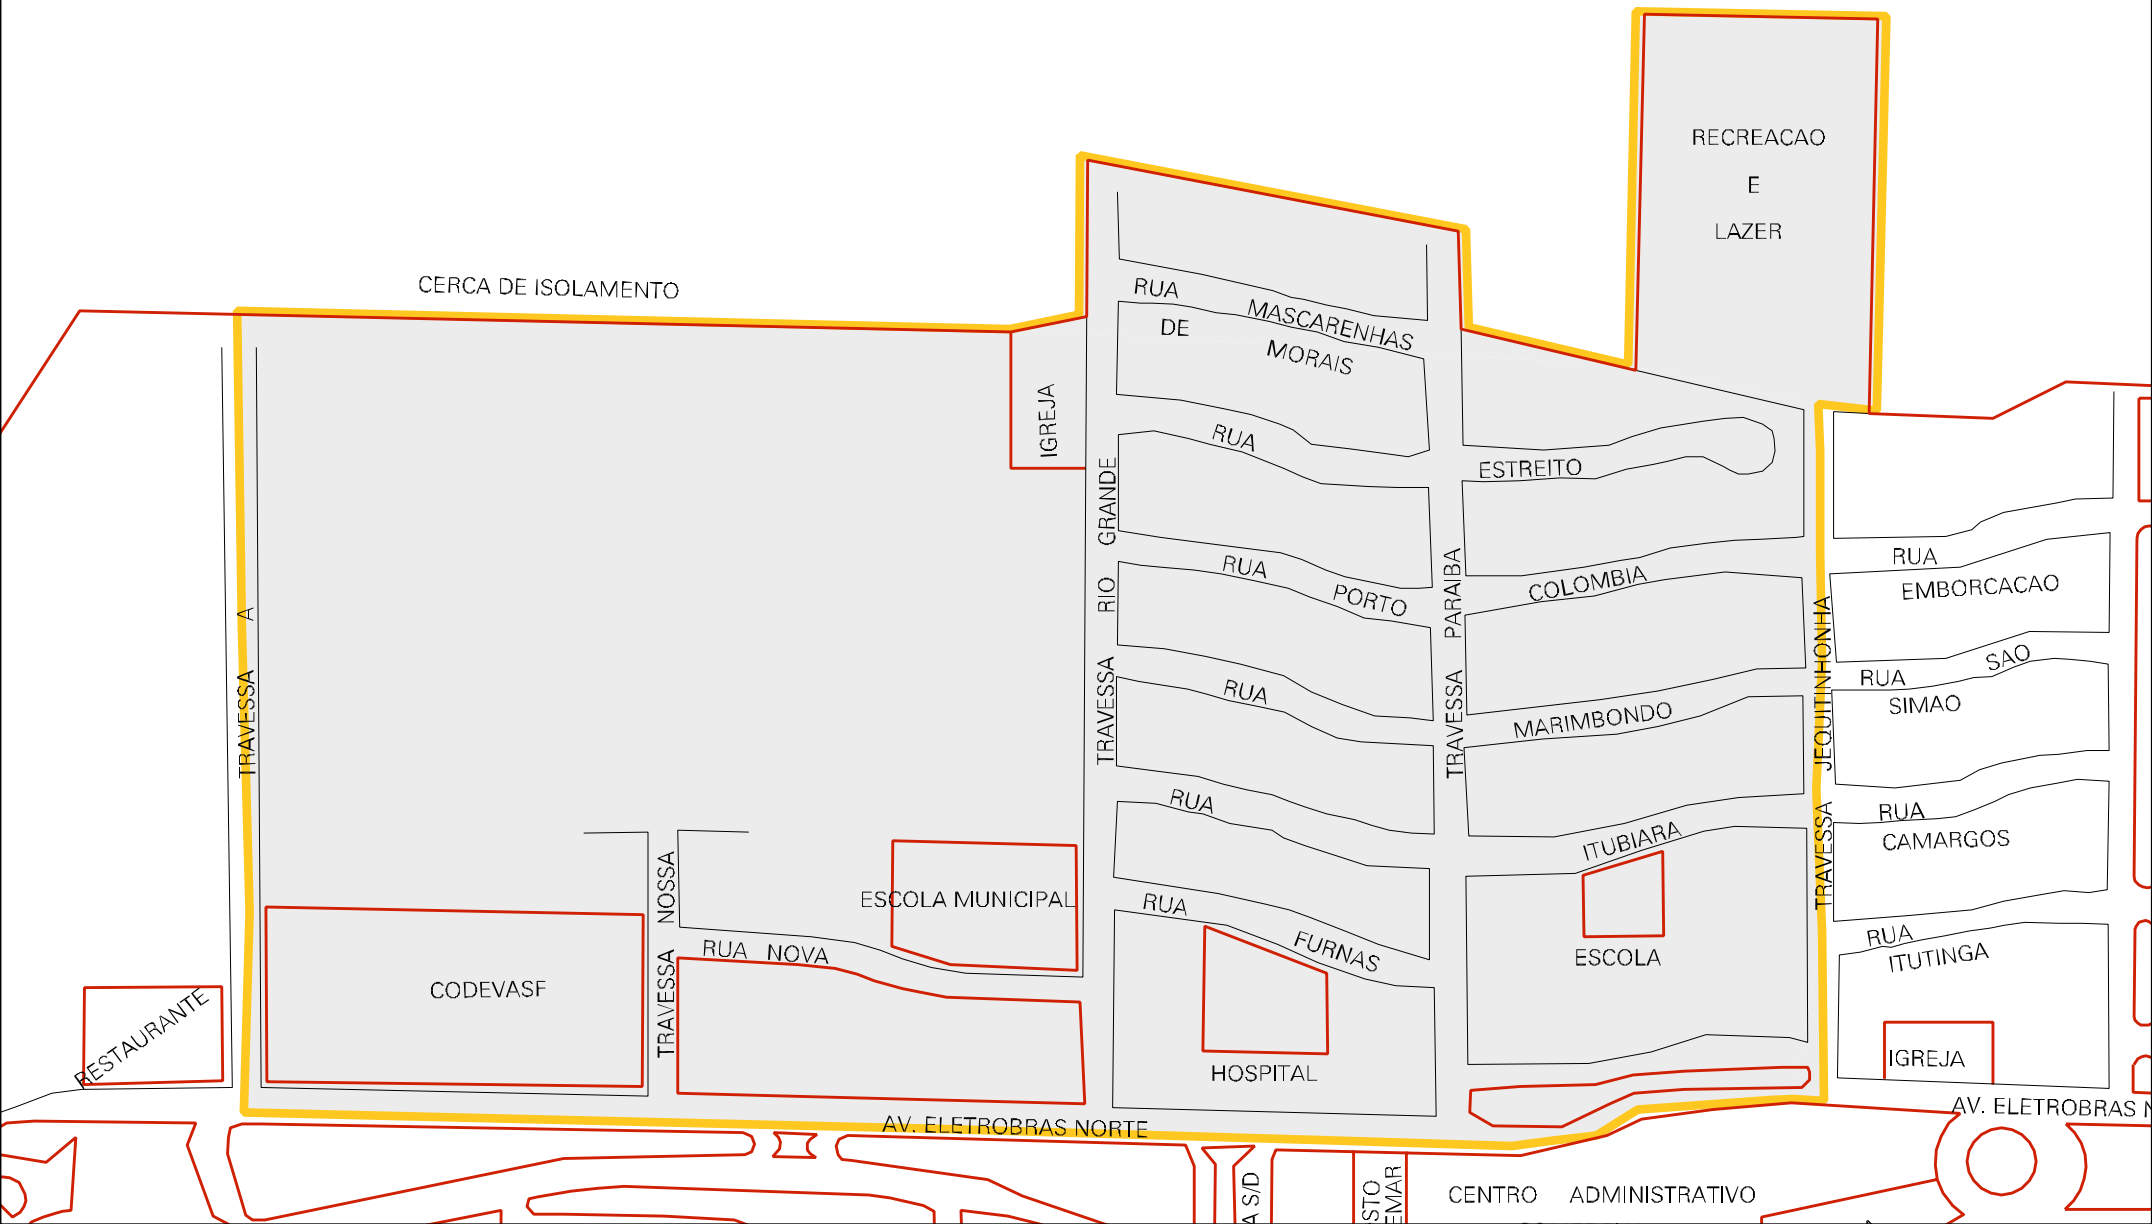 RECREACAO
E
LAZER
CERCA DE ISOLAMENTO
RUA MASCARENHAS
DE MORAIS
IGREJA
RUA
ESTREITO
TRAVESSA RIO GRANDE
RUA PORTO
COLOMBIA
TRAVESSA PARAIBA
RUA
EMBORCACAO
TRAVESSA A
RUA
MARIMBONDO
TRAVESSA JEQUITINHONHA
RUA SAO
SIMAO
RUA
ITUBIARA
RUA
CAMARGOS
TRAVESSA NOSSA
ESCOLA MUNICIPAL
RUA
FURNAS
RUA NOVA
ESCOLA
RUA
ITUTINGA
CODEVASF
RESTAURANTE
HOSPITAL
IGREJA
AV. ELETROBRAS NORTE
AV. ELETROBRAS N
A S/D
STO
EMAR
CENTRO ADMINISTRATIVO